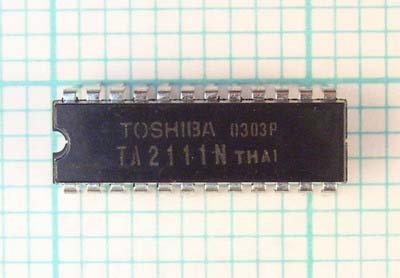 TOSHIBA 0303P
TA2111N THAI